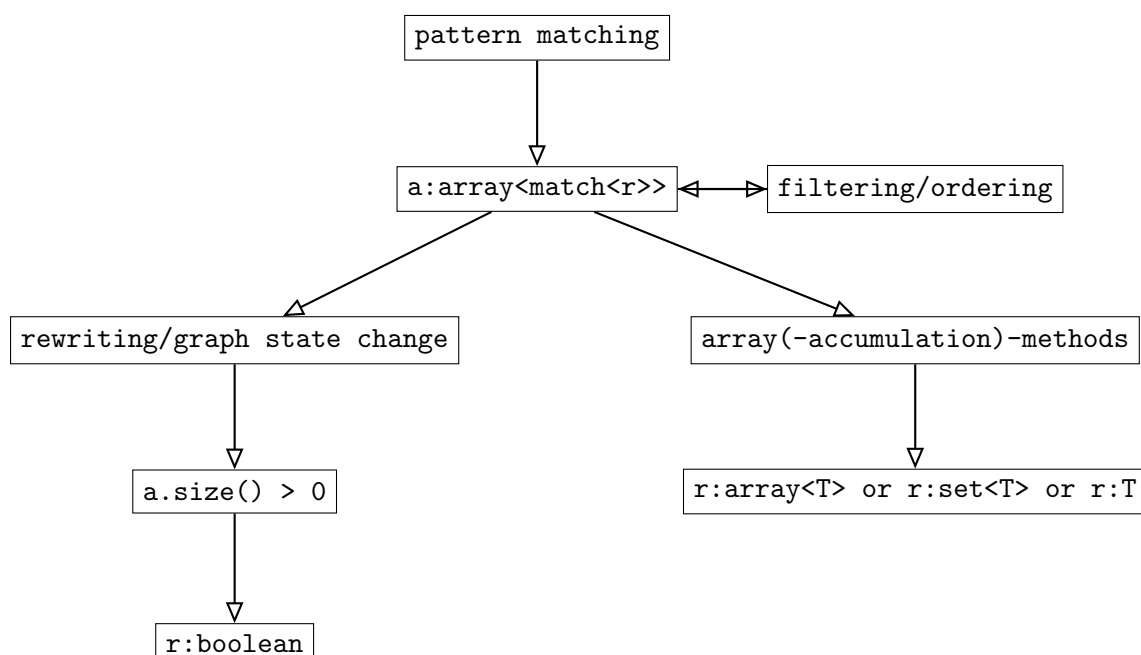 pattern matching
a:array<match<r>>
filtering/ordering
rewriting/graph state change
array(-accumulation)-methods
a.size() > 0
r:array<T> or r:set<T> or r:T
r:boolean